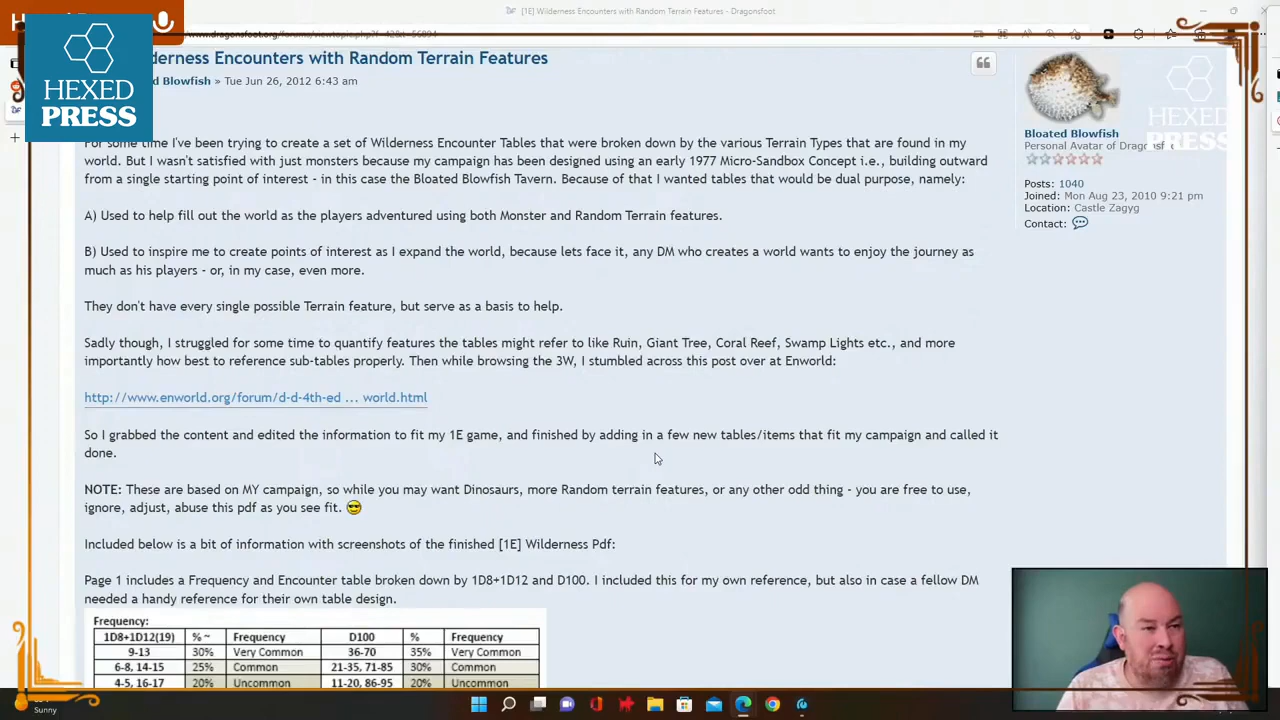 [1E] Wilderness Encounters with Random Terrain Features - Dragonsfoot
HEXED
PRESS
derness Encounters with Random Terrain Features
d Blowfish » Tue Jun 26, 2012 6:43 am
For some time I've been trying to create a set of Wilderness Encounter Tables that were broken down by the various Terrain Types that are found in my
world. But I wasn't satisfied with just monsters because my campaign has been designed using an early 1977 Micro-Sandbox Concept i.e., building outward
from a single starting point of interest - in this case the Bloated Blowfish Tavern. Because of that I wanted tables that would be dual purpose, namely:
A) Used to help fill out the world as the players adventured using both Monster and Random Terrain features.
B) Used to inspire me to create points of interest as I expand the world, because lets face it, any DM who creates a world wants to enjoy the journey as
much as his players - or, in my case, even more.
They don't have every single possible Terrain feature, but serve as a basis to help.
Sadly though, I struggled for some time to quantify features the tables might refer to like Ruin, Giant Tree, Coral Reef, Swamp Lights etc., and more
importantly how best to reference sub-tables properly. Then while browsing the 3W, I stumbled across this post over at Enworld:
http://www.enworld.org/forum/d-d-4th-ed ... world.html
So I grabbed the content and edited the information to fit my 1E game, and finished by adding in a few new tables/items that fit my campaign and called it
done.
NOTE: These are based on MY campaign, so while you may want Dinosaurs, more Random terrain features, or any other odd thing - you are free to use,
ignore, adjust, abuse this pdf as you see fit.
Included below is a bit of information with screenshots of the finished [1E] Wilderness Pdf:
Page 1 includes a Frequency and Encounter table broken down by 1D8+1D12 and D100. I included this for my own reference, but also in case a fellow DM
needed a handy reference for their own table design.
Frequency:
1D8+1D12(19) % ~ Frequency D100 % Frequency
9-13 30% Very Common 36-70 35% Very Common
6-8, 14-15 25% Common 21-35, 71-85 30% Common
4-5, 16-17 20% Uncommon 11-20, 86-95 20% Uncommon
HEXED
PRESS
Bloated Blowfish
Personal Avatar of Dragonsfo
Posts: 1040
Joined: Mon Aug 23, 2010 9:21 pm
Location: Castle Zagyg
Contact:
Sunny